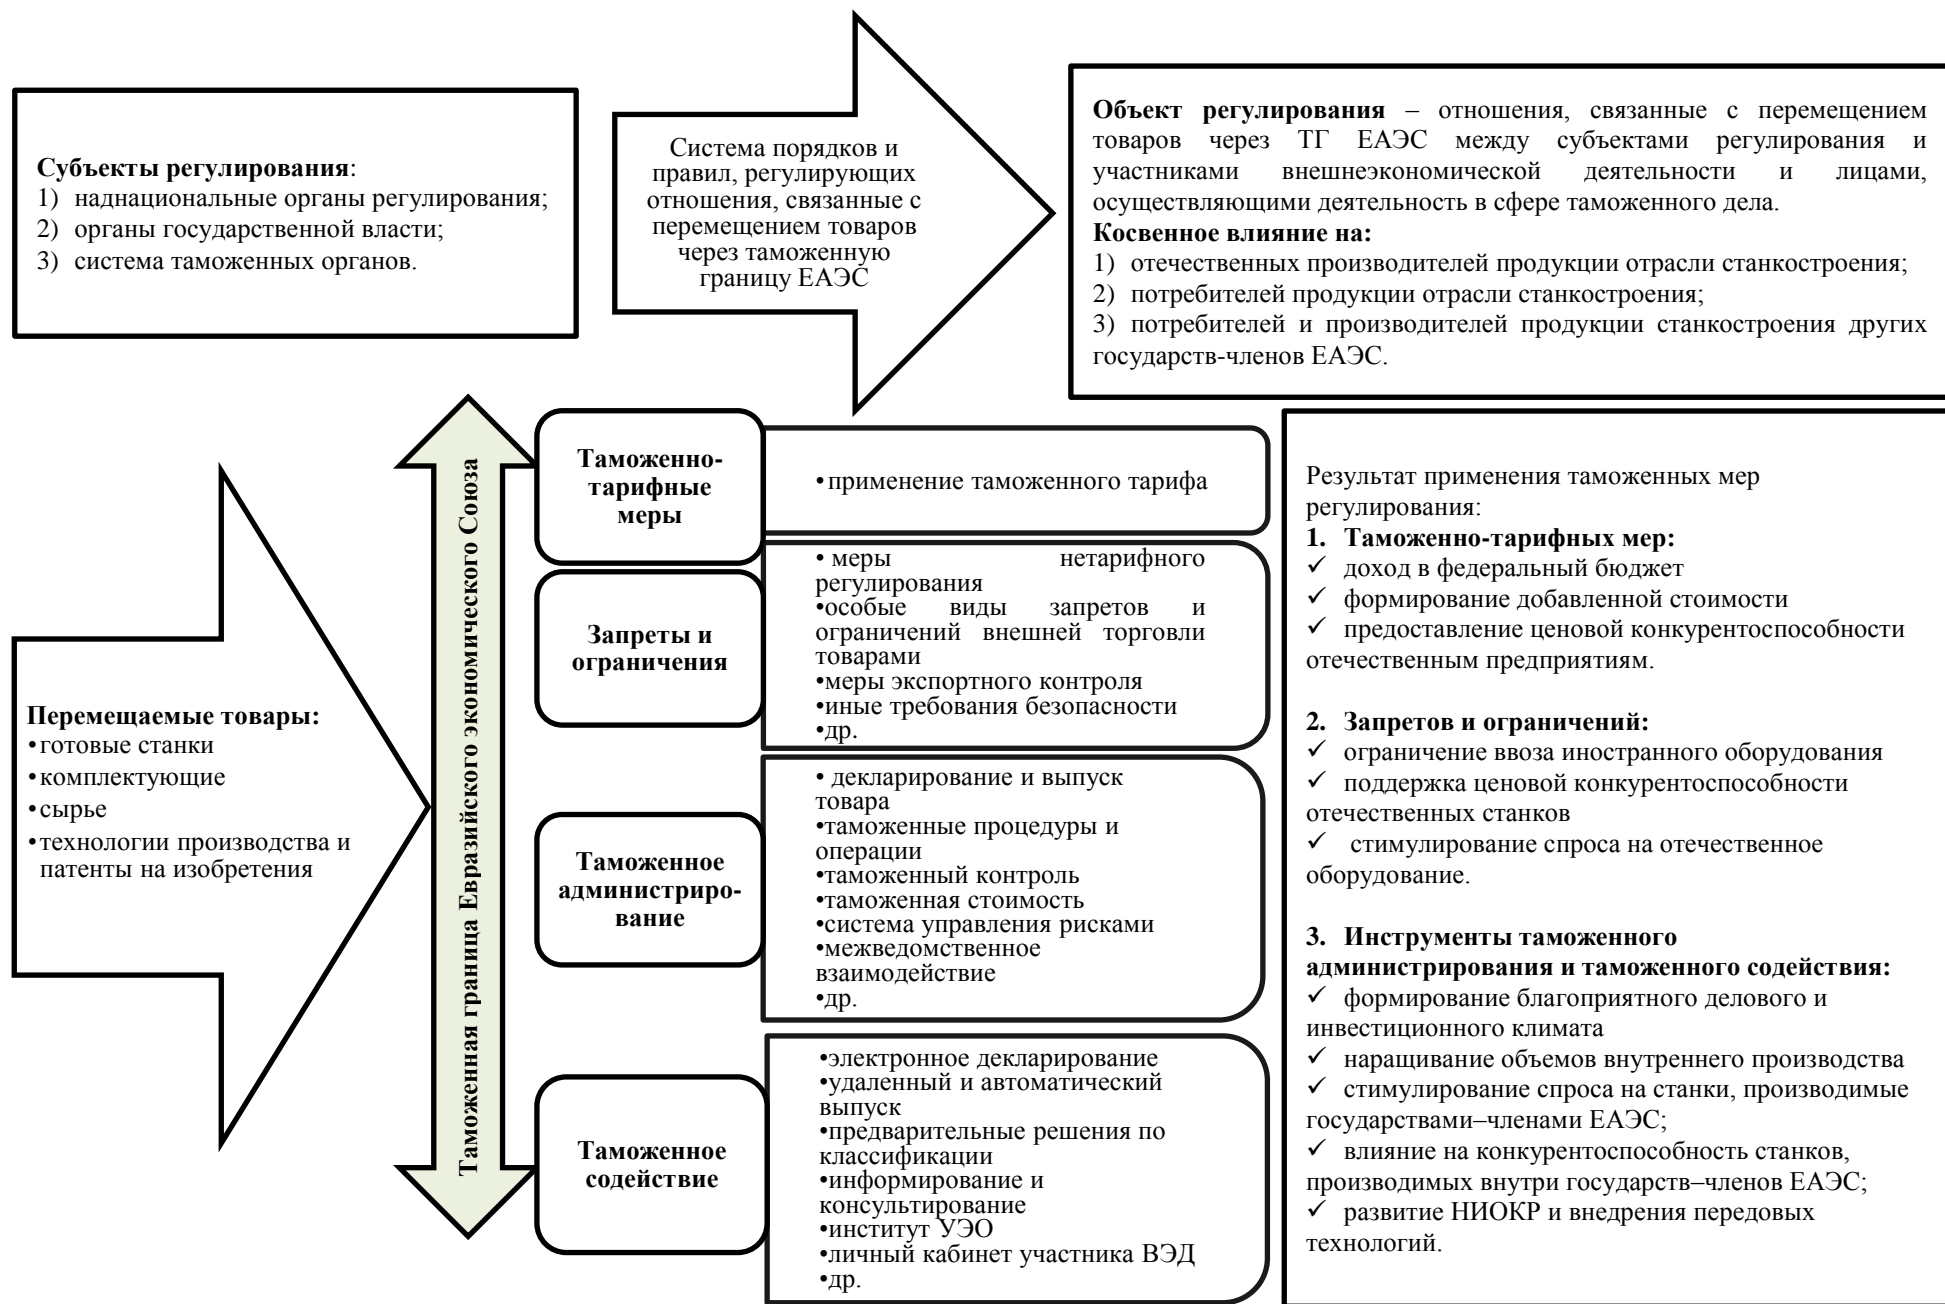 Субъекты регулирования:
1) наднациональные органы регулирования;
2) органы государственной власти;
3) система таможенных органов.
Система порядков и
правил, регулирующих
отношения, связанные с
перемещением товаров
через таможенную
границу ЕАЭС
Объект регулирования – отношения, связанные с перемещением
товаров через ТГ ЕАЭС между субъектами регулирования и
участниками внешнеэкономической деятельности и лицами,
осуществляющими деятельность в сфере таможенного дела.
Косвенное влияние на:
1) отечественных производителей продукции отрасли станкостроения;
2) потребителей продукции отрасли станкостроения;
3) потребителей и производителей продукции станкостроения других
государств-членов ЕАЭС.
Перемещаемые товары:
•готовые станки
•комплектующие
•сырье
•технологии производства и
патенты на изобретения
Таможенная граница Евразийского экономического Союза
Таможенно-
тарифные
меры
•применение таможенного тарифа
Запреты и
ограничения
• меры нетарифного
регулирования
•особые виды запретов и
ограничений внешней торговли
товарами
•меры экспортного контроля
•иные требования безопасности
•др.
Таможенное
администриро-
вание
• декларирование и выпуск
товара
•таможенные процедуры и
операции
•таможенный контроль
•таможенная стоимость
•система управления рисками
•межведомственное
взаимодействие
•др.
Таможенное
содействие
•электронное декларирование
•удаленный и автоматический
выпуск
•предварительные решения по
классификации
•информирование и
консультирование
•институт УЭО
•личный кабинет участника ВЭД
•др.
Результат применения таможенных мер
регулирования:
1. Таможенно-тарифных мер:
✓ доход в федеральный бюджет
✓ формирование добавленной стоимости
✓ предоставление ценовой конкурентоспособности
отечественным предприятиям.
2. Запретов и ограничений:
✓ ограничение ввоза иностранного оборудования
✓ поддержка ценовой конкурентоспособности
отечественных станков
✓ стимулирование спроса на отечественное
оборудование.
3. Инструменты таможенного
администрирования и таможенного содействия:
✓ формирование благоприятного делового и
инвестиционного климата
✓ наращивание объемов внутреннего производства
✓ стимулирование спроса на станки, производимые
государствами–членами ЕАЭС;
✓ влияние на конкурентоспособность станков,
производимых внутри государств–членов ЕАЭС;
✓ развитие НИОКР и внедрения передовых
технологий.